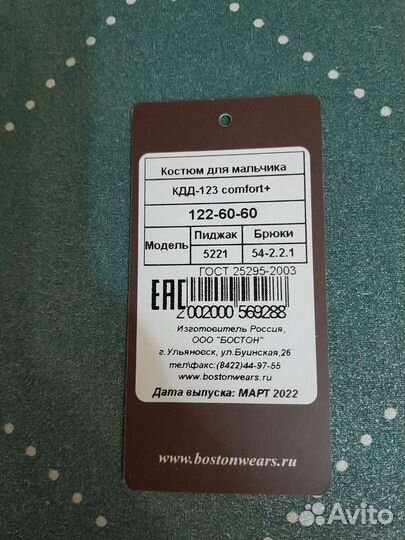 Костюм для мальчика
КДД-123 comfort+
122-60-60
Модель Пиджак Брюки
5221 54-2.2.1
ГОСТ 25295-2003
EAC
2 002000 569288
Изготовитель Россия,
ООО "БОСТОН"
г.Ульяновск, ул.Буинская,26
тел\факс:(8422)44-97-55
www.bostonwears.ru
Дата выпуска: МАРТ 2022
www.bostonwears.ru
Avito